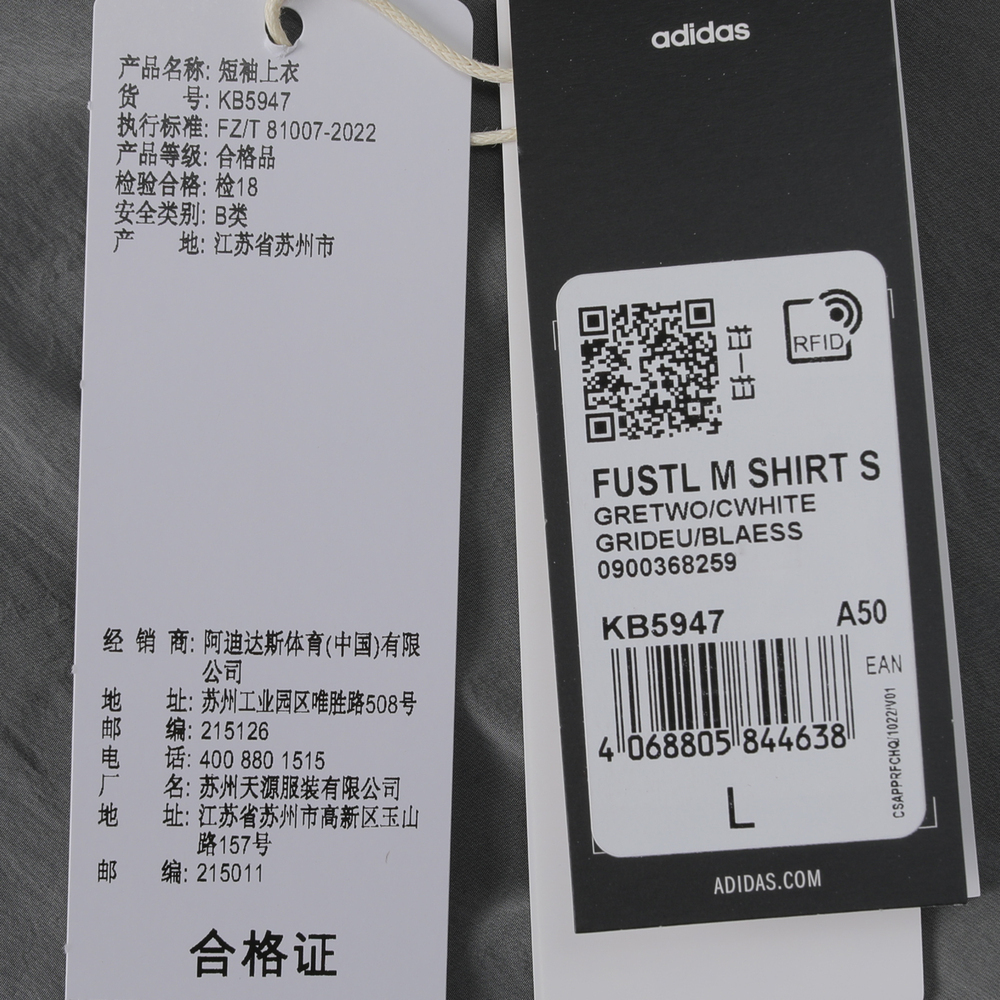 产品名称: 短袖上衣
货 号: KB5947
执行标准: FZ/T 81007-2022
产品等级: 合格品
检验合格: 检18
安全类别: B类
产 地: 江苏省苏州市
经 销 商: 阿迪达斯体育(中国)有限
公司
地 址: 苏州工业园区唯胜路508号
邮 编: 215126
电 话: 400 880 1515
厂 名: 苏州天源服装有限公司
地 址: 江苏省苏州市高新区玉山
路157号
邮 编: 215011
合格证
adidas
扫一扫
RFID
FUSTL M SHIRT S
GRETWO/CWHITE
GRIDEU/BLAESS
0900368259
KB5947 A50
EAN
4 068805 844638
CSAPPRFCHQ/1022/V01
L
ADIDAS.COM